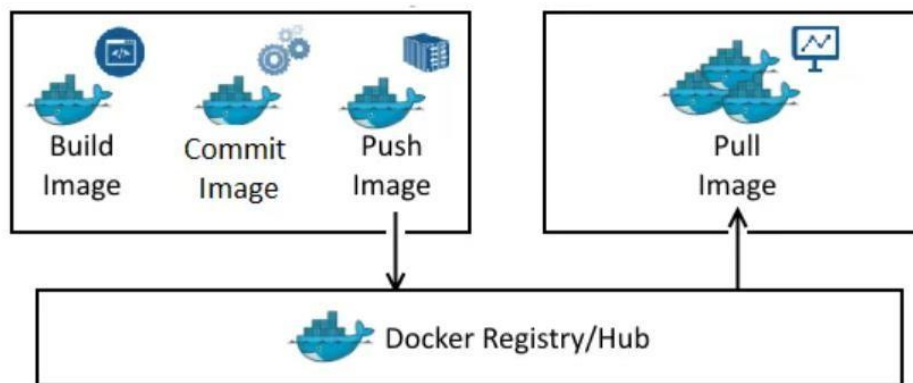 Build
Image
Commit
Image
Push
Image
Pull
Image
Docker Registry/Hub